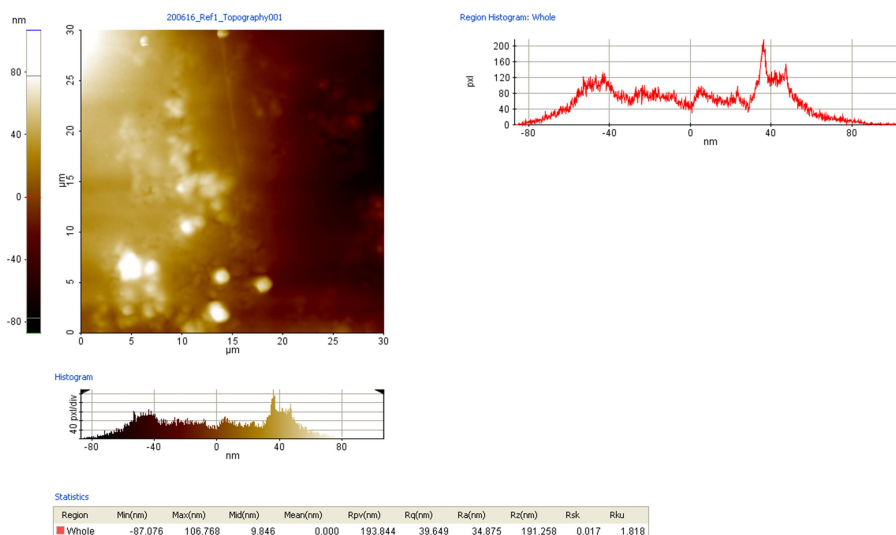 200616_Ref1_Topography001
Region Histogram: Whole
nm
80
40
0
-40
-80
30
25
20
15
10
5
0
µm
0 5 10 15 20 25 30
µm
pxl
200
160
120
80
40
0
-80 -40 0 40 80
nm
Histogram
40 pxl/div
-80 -40 0 40 80
nm
Statistics
Region Min(nm) Max(nm) Mid(nm) Mean(nm) Rpv(nm) Rq(nm) Ra(nm) Rz(nm) Rsk Rku
Whole -87.076 106.768 9.846 0.000 193.844 39.649 34.875 191.258 0.017 1.818